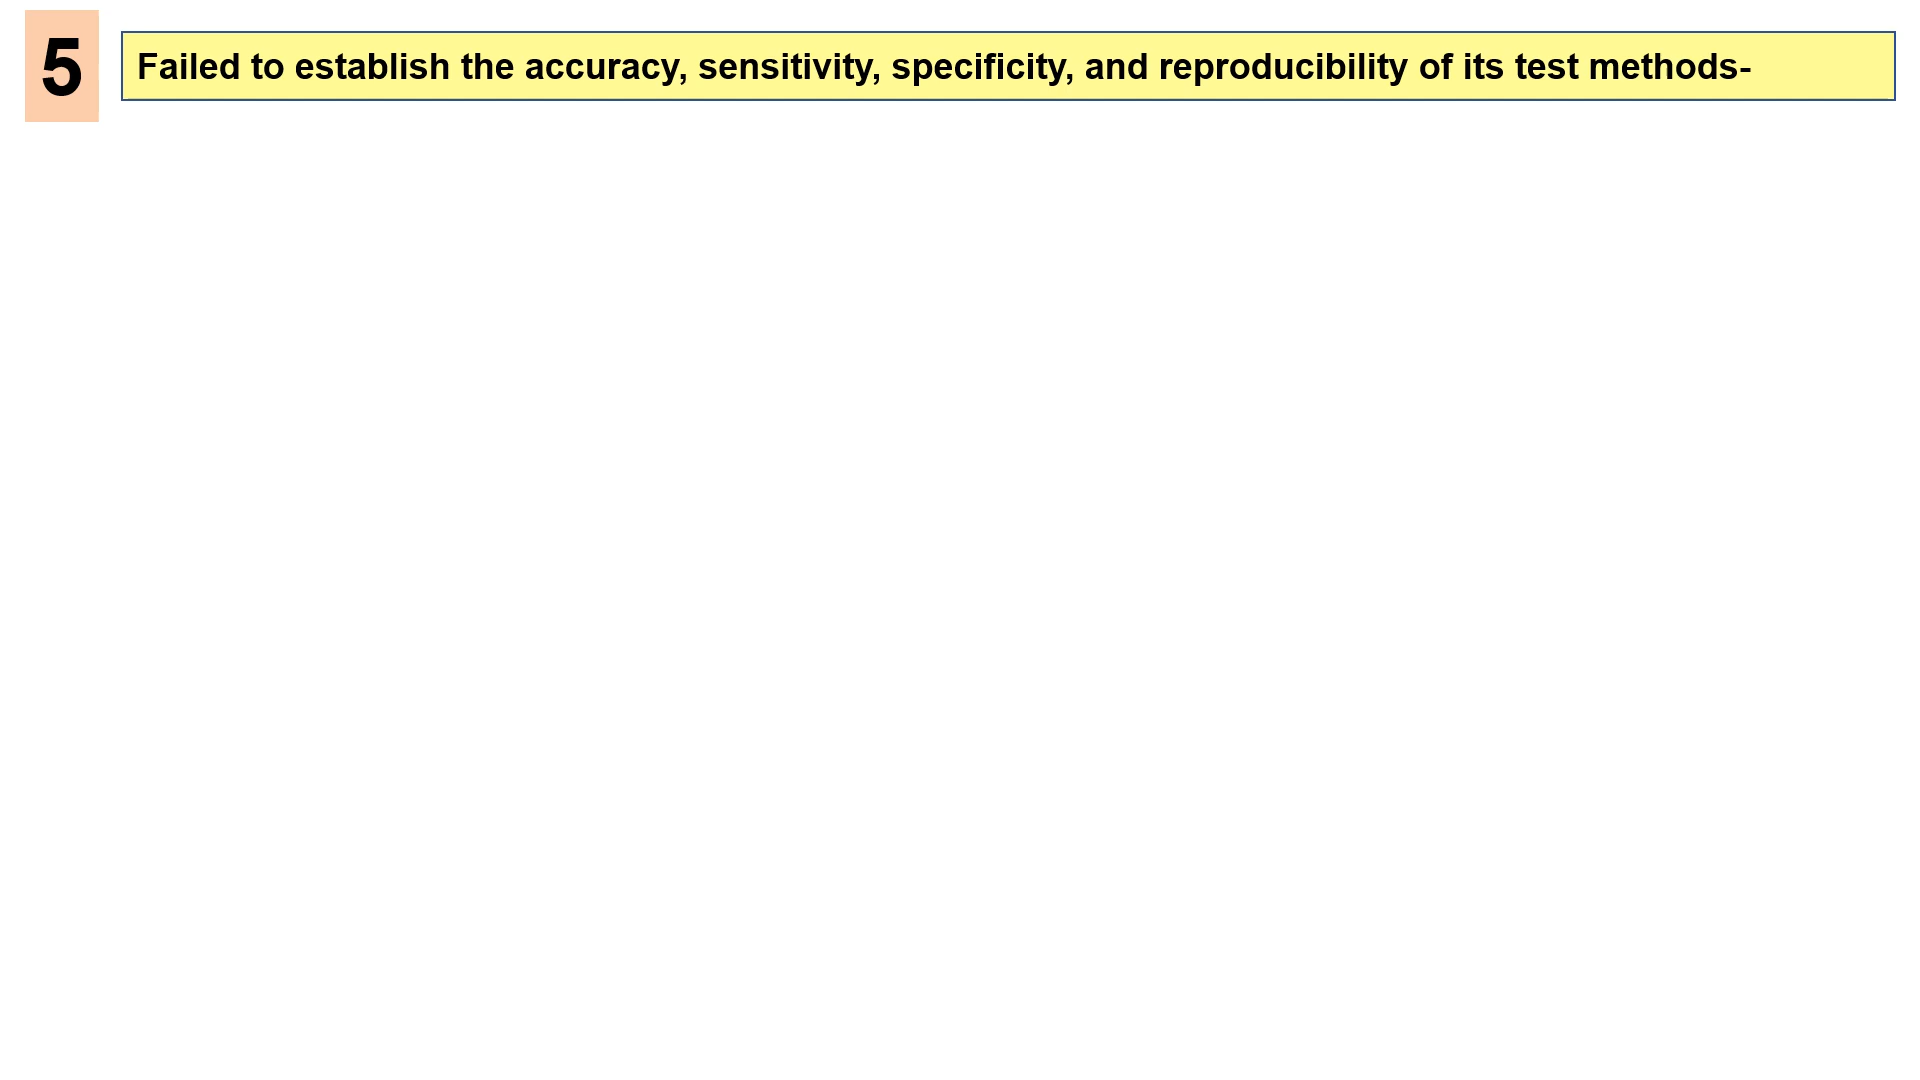 5
Failed to establish the accuracy, sensitivity, specificity, and reproducibility of its test methods-